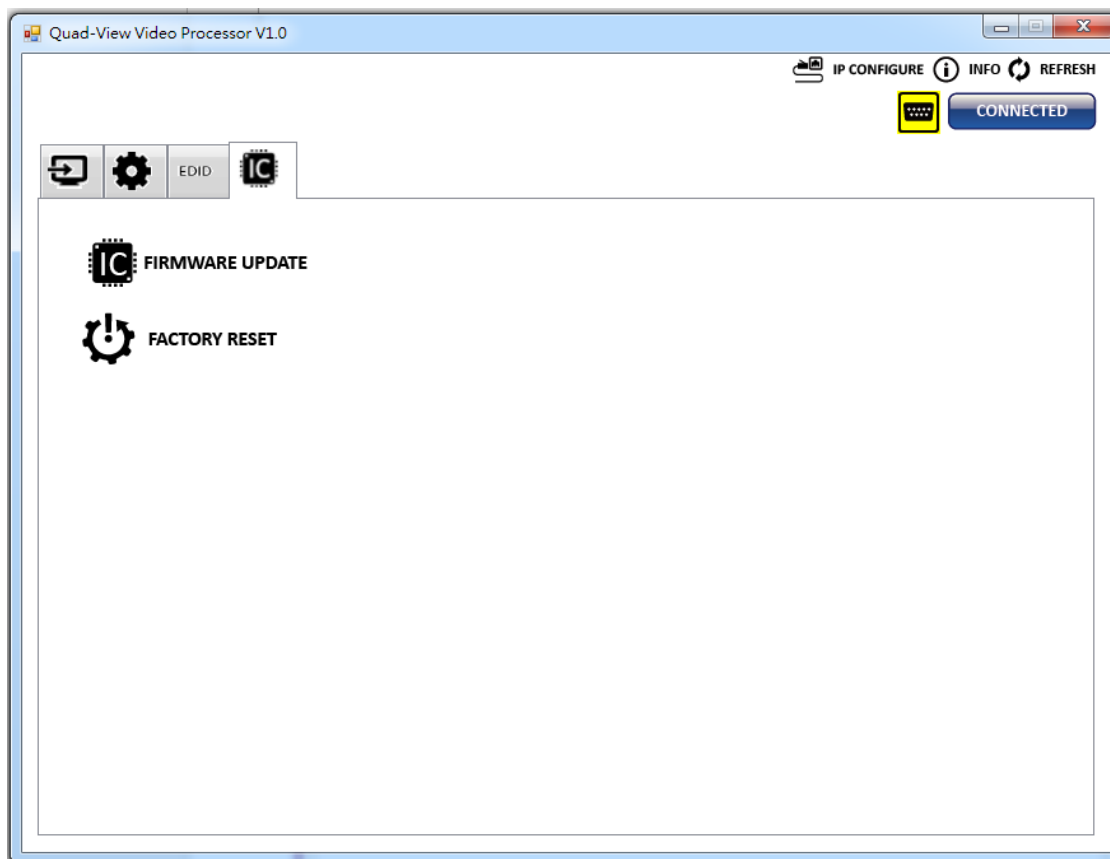 Quad-View Video Processor V1.0
IP CONFIGURE INFO REFRESH
CONNECTED
EDID IC
IC FIRMWARE UPDATE
FACTORY RESET